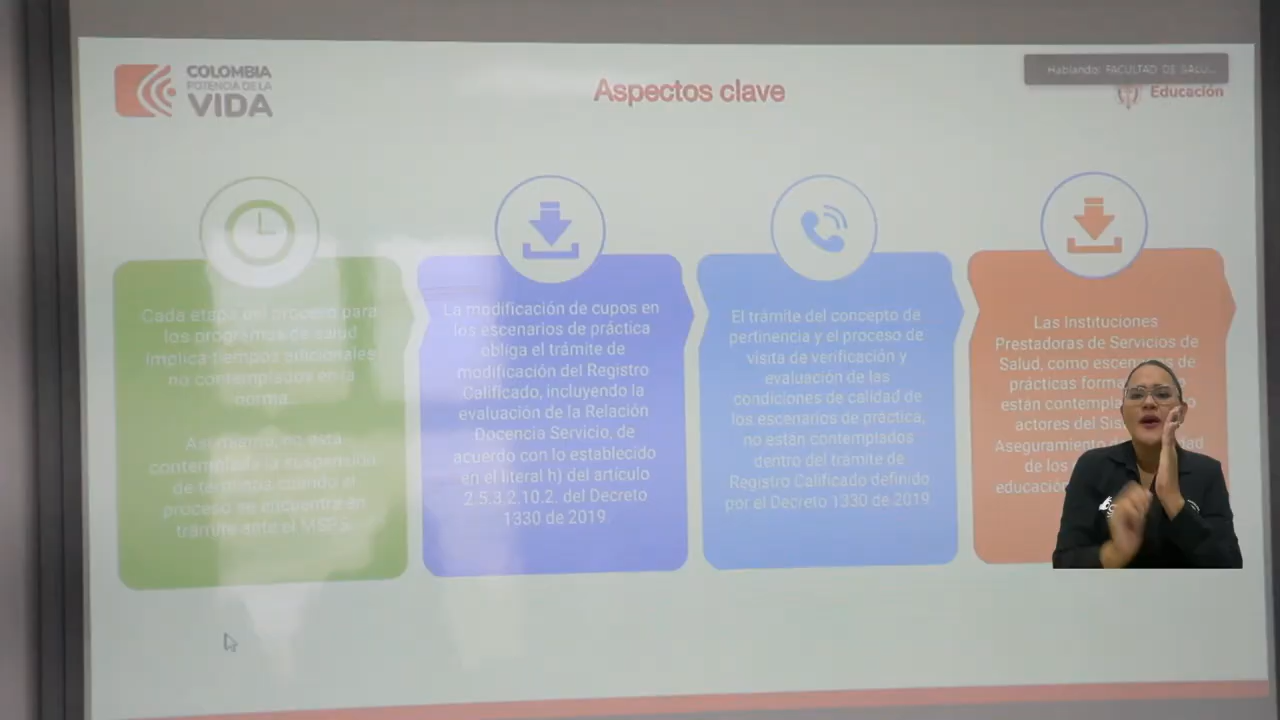 COLOMBIA
POTENCIA DE LA
VIDA
Aspectos clave
Hablando: FACULTAD DE SALU...
Educación
Cada etapa del proceso para
los programas de salud
implica tiempos adicionales
no contemplados en la
norma.
Asimismo, no está
contemplada la suspensión
de términos cuando el
proceso se encuentra en
trámite ante el
La modificación de cupos en
los escenarios de práctica
obliga el trámite de
modificación del Registro
Calificado, incluyendo la
evaluación de la Relación
Docencia Servicio, de
acuerdo con lo establecido
en el literal h) del artículo
2.5.3.2.10.2. del Decreto
1330 de 2019.
El trámite del concepto de
pertinencia y el proceso de
visita de verificación y
evaluación de las
condiciones de calidad de
los escenarios de práctica,
no están contemplados
dentro del trámite de
Registro Calificado definido
por el Decreto 1330 de 2019
Las Instituciones
Prestadoras de Servicios de
Salud, como
prácticas
están
actores del
Aseguramiento
de los